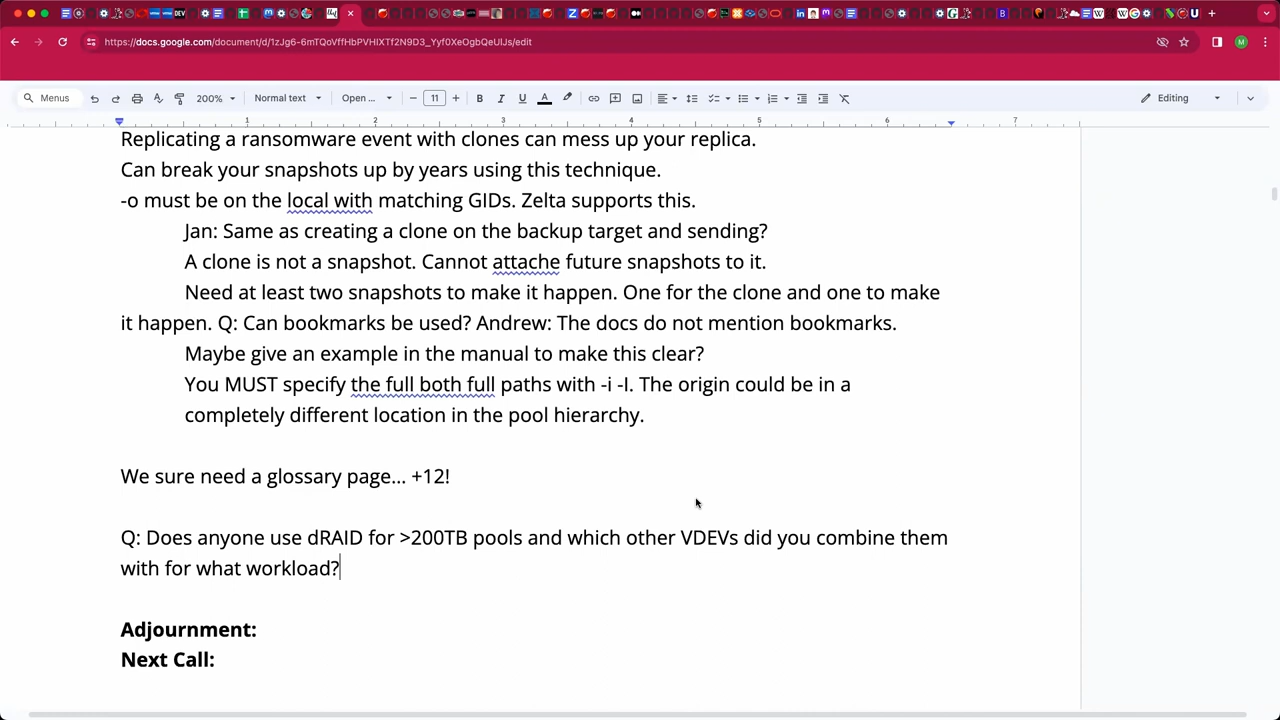 https://docs.google.com/document/d/1zJg6-6mTQoVffHbPVHIXTf2N9D3_Yyf0XeOgbQeUlJs/edit
M
Menus
200%
Normal text
Open ...
11
B I U A
Editing
1 2 3 4 5 6 7
Replicating a ransomware event with clones can mess up your replica.
Can break your snapshots up by years using this technique.
-o must be on the local with matching GIDs. Zelta supports this.
Jan: Same as creating a clone on the backup target and sending?
A clone is not a snapshot. Cannot attache future snapshots to it.
Need at least two snapshots to make it happen. One for the clone and one to make
it happen. Q: Can bookmarks be used? Andrew: The docs do not mention bookmarks.
Maybe give an example in the manual to make this clear?
You MUST specify the full both full paths with -i -I. The origin could be in a
completely different location in the pool hierarchy.
We sure need a glossary page... +12!
Q: Does anyone use dRAID for >200TB pools and which other VDEVs did you combine them
with for what workload?
Adjournment:
Next Call: